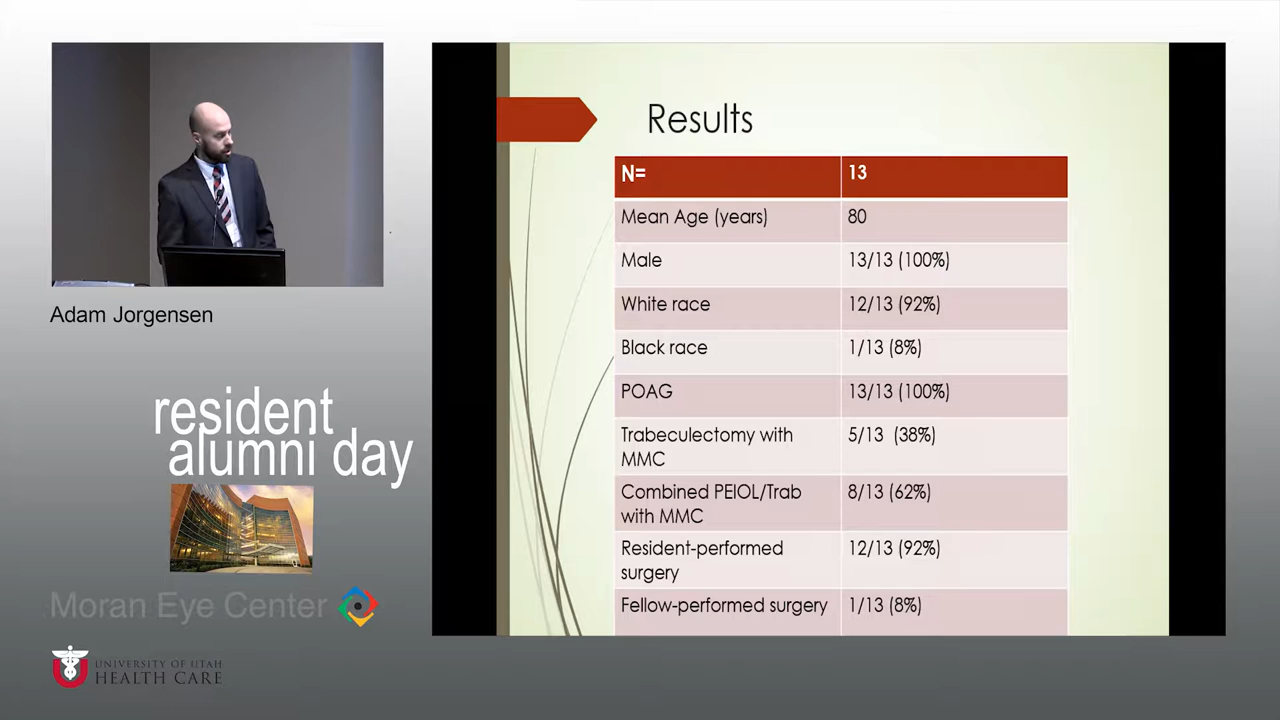 Results
N= 13
Mean Age (years) 80
Male 13/13 (100%)
White race 12/13 (92%)
Black race 1/13 (8%)
POAG 13/13 (100%)
Trabeculectomy with 5/13 (38%)
MMC
Combined PEIOL/Trab 8/13 (62%)
with MMC
Resident-performed 12/13 (92%)
surgery
Fellow-performed surgery 1/13 (8%)
Adam Jorgensen
resident
alumni day
Moran Eye Center
UNIVERSITY OF UTAH
HEALTH CARE